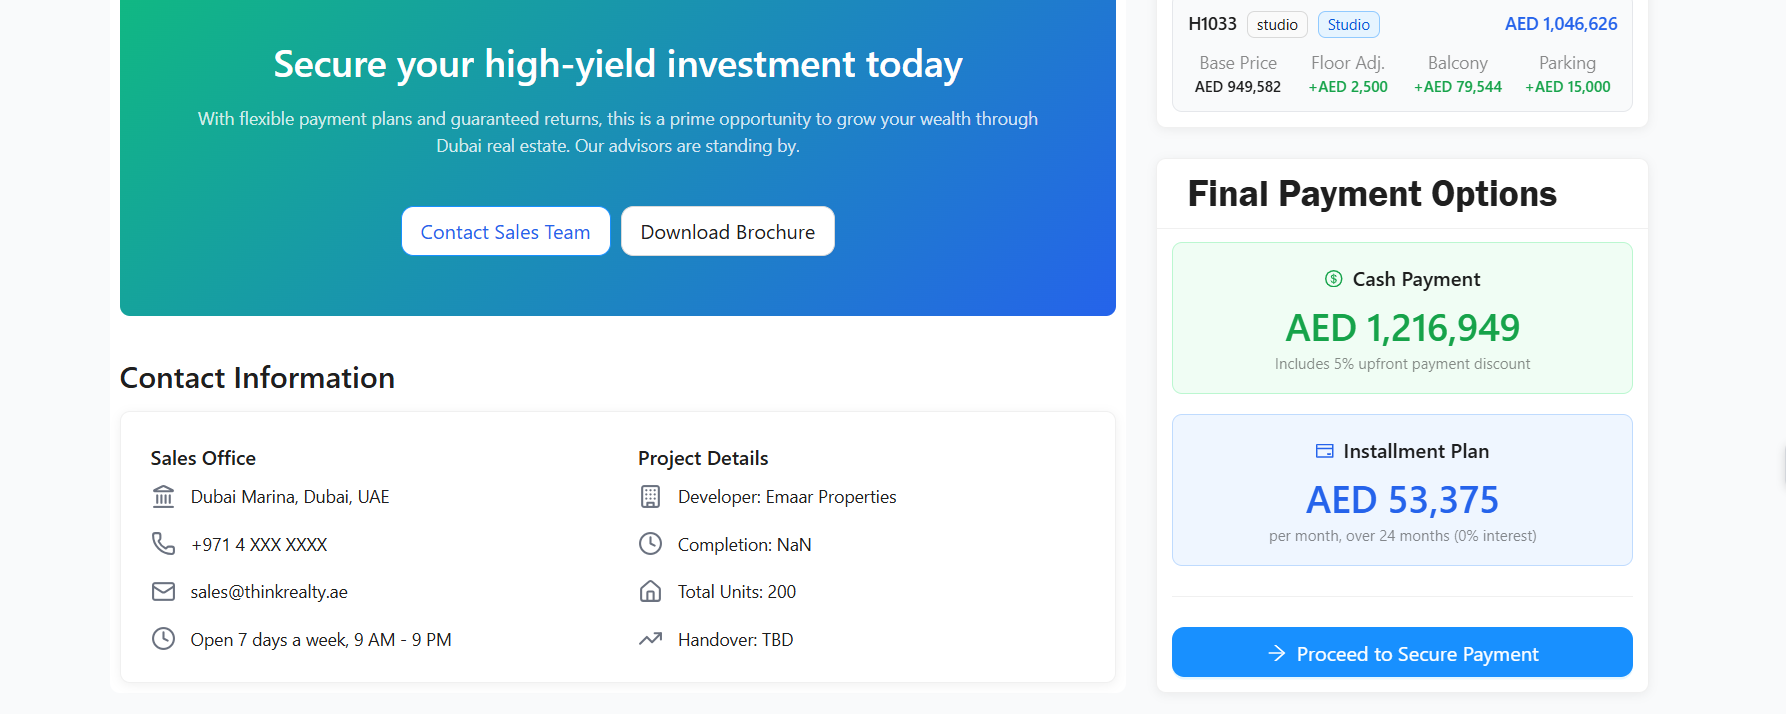 Secure your high-yield investment today
With flexible payment plans and guaranteed returns, this is a prime opportunity to grow your wealth through
Dubai real estate. Our advisors are standing by.
Contact Sales Team
Download Brochure
Contact Information
Sales Office
Dubai Marina, Dubai, UAE
+971 4 XXX XXXX
sales@thinkrealty.ae
Open 7 days a week, 9 AM - 9 PM
Project Details
Developer: Emaar Properties
Completion: NaN
Total Units: 200
Handover: TBD
H1033 studio Studio AED 1,046,626
Base Price Floor Adj. Balcony Parking
AED 949,582 +AED 2,500 +AED 79,544 +AED 15,000
Final Payment Options
Cash Payment
AED 1,216,949
Includes 5% upfront payment discount
Installment Plan
AED 53,375
per month, over 24 months (0% interest)
Proceed to Secure Payment